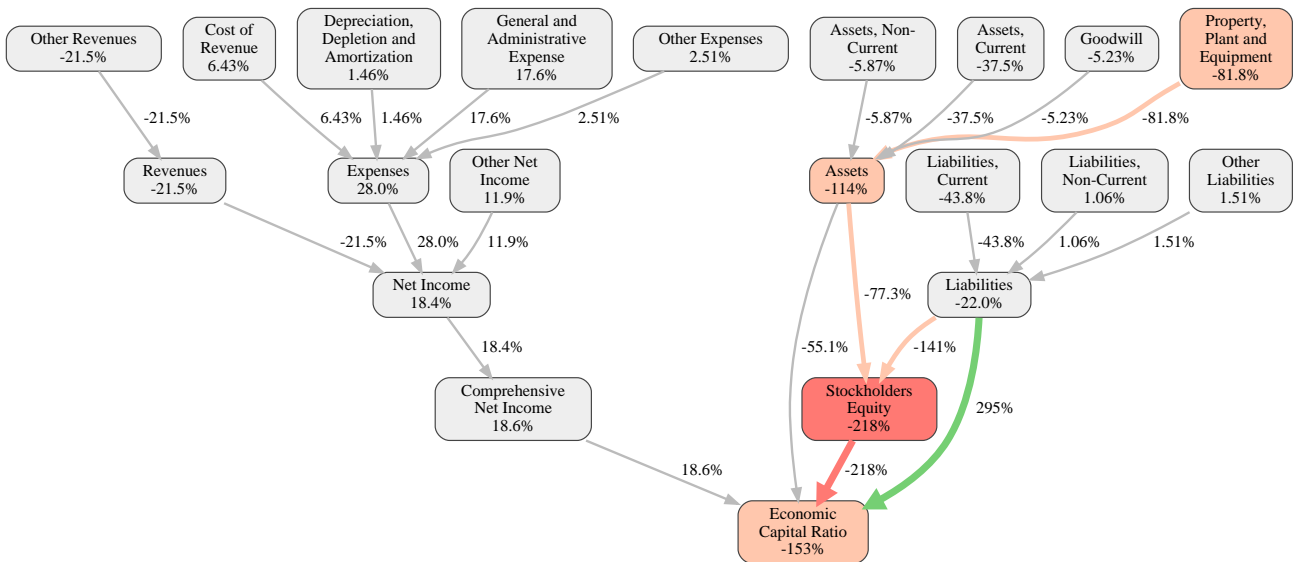 Other Revenues
-21.5%
Cost of
Revenue
6.43%
Depreciation,
Depletion and
Amortization
1.46%
General and
Administrative
Expense
17.6%
Other Expenses
2.51%
Assets, Non-
Current
-5.87%
Assets,
Current
-37.5%
Goodwill
-5.23%
Property,
Plant and
Equipment
-81.8%
-21.5%
6.43%
1.46%
17.6%
2.51%
-5.87%
-37.5%
-5.23%
-81.8%
Revenues
-21.5%
Expenses
28.0%
Other Net
Income
11.9%
Assets
-114%
Liabilities,
Current
-43.8%
Liabilities,
Non-Current
1.06%
Other
Liabilities
1.51%
-21.5%
28.0%
11.9%
-43.8%
1.06%
1.51%
Net Income
18.4%
-77.3%
Liabilities
-22.0%
18.4%
-55.1%
-141%
Comprehensive
Net Income
18.6%
Stockholders
Equity
-218%
295%
18.6%
-218%
Economic
Capital Ratio
-153%